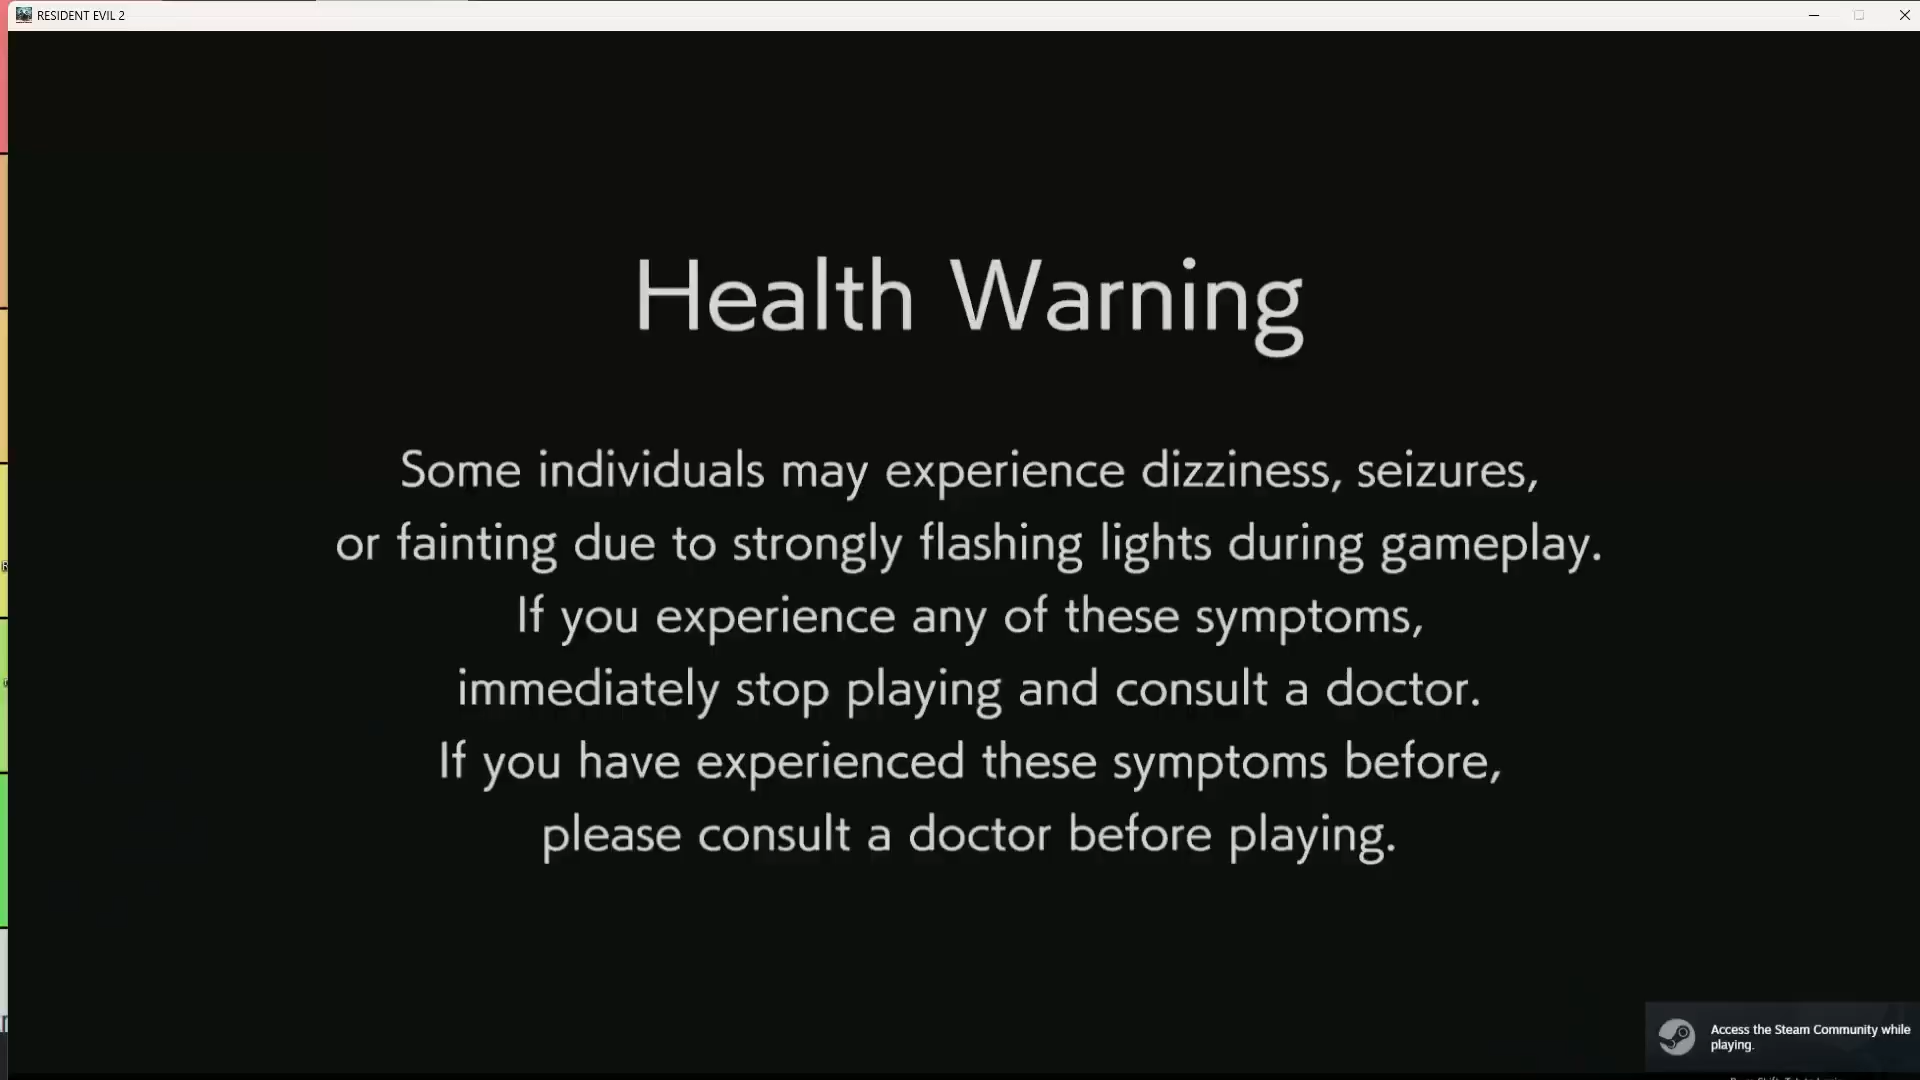 RESIDENT EVIL 2
Health Warning
Some individuals may experience dizziness, seizures,
or fainting due to strongly flashing lights during gameplay.
If you experience any of these symptoms,
immediately stop playing and consult a doctor.
If you have experienced these symptoms before,
please consult a doctor before playing.
Access the Steam Community while
playing.